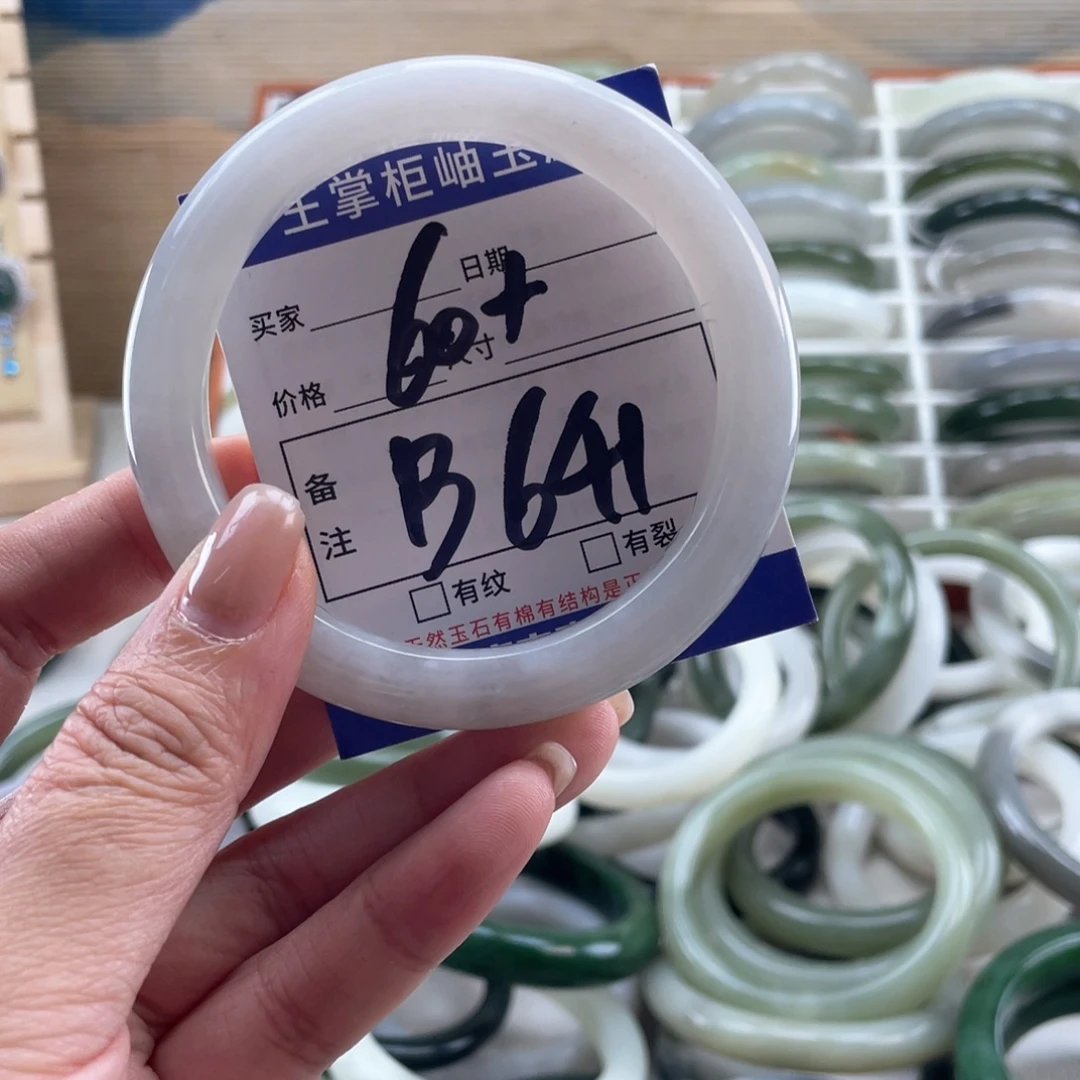 王掌柜岫玉
日期
60+
买家
尺寸
价格
B641
备注
有裂
有纹
天然玉石有棉有结构是正